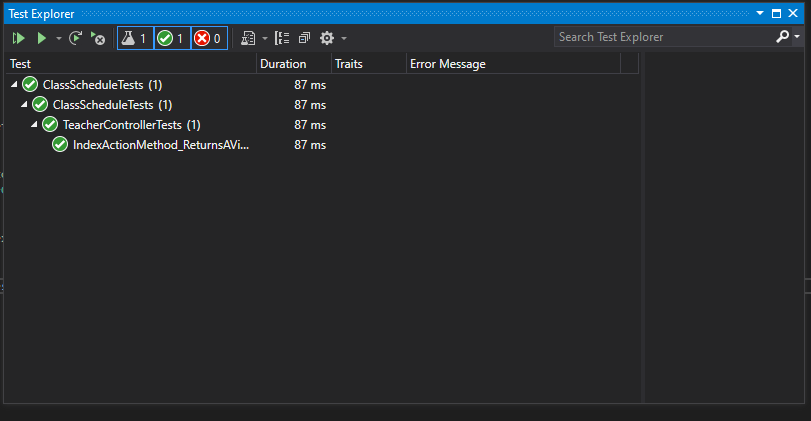 Test Explorer
1 1 0 Search Test Explorer
Test Duration Traits Error Message
ClassScheduleTests (1) 87 ms
ClassScheduleTests (1) 87 ms
TeacherControllerTests (1) 87 ms
IndexActionMethod_ReturnsAVi... 87 ms